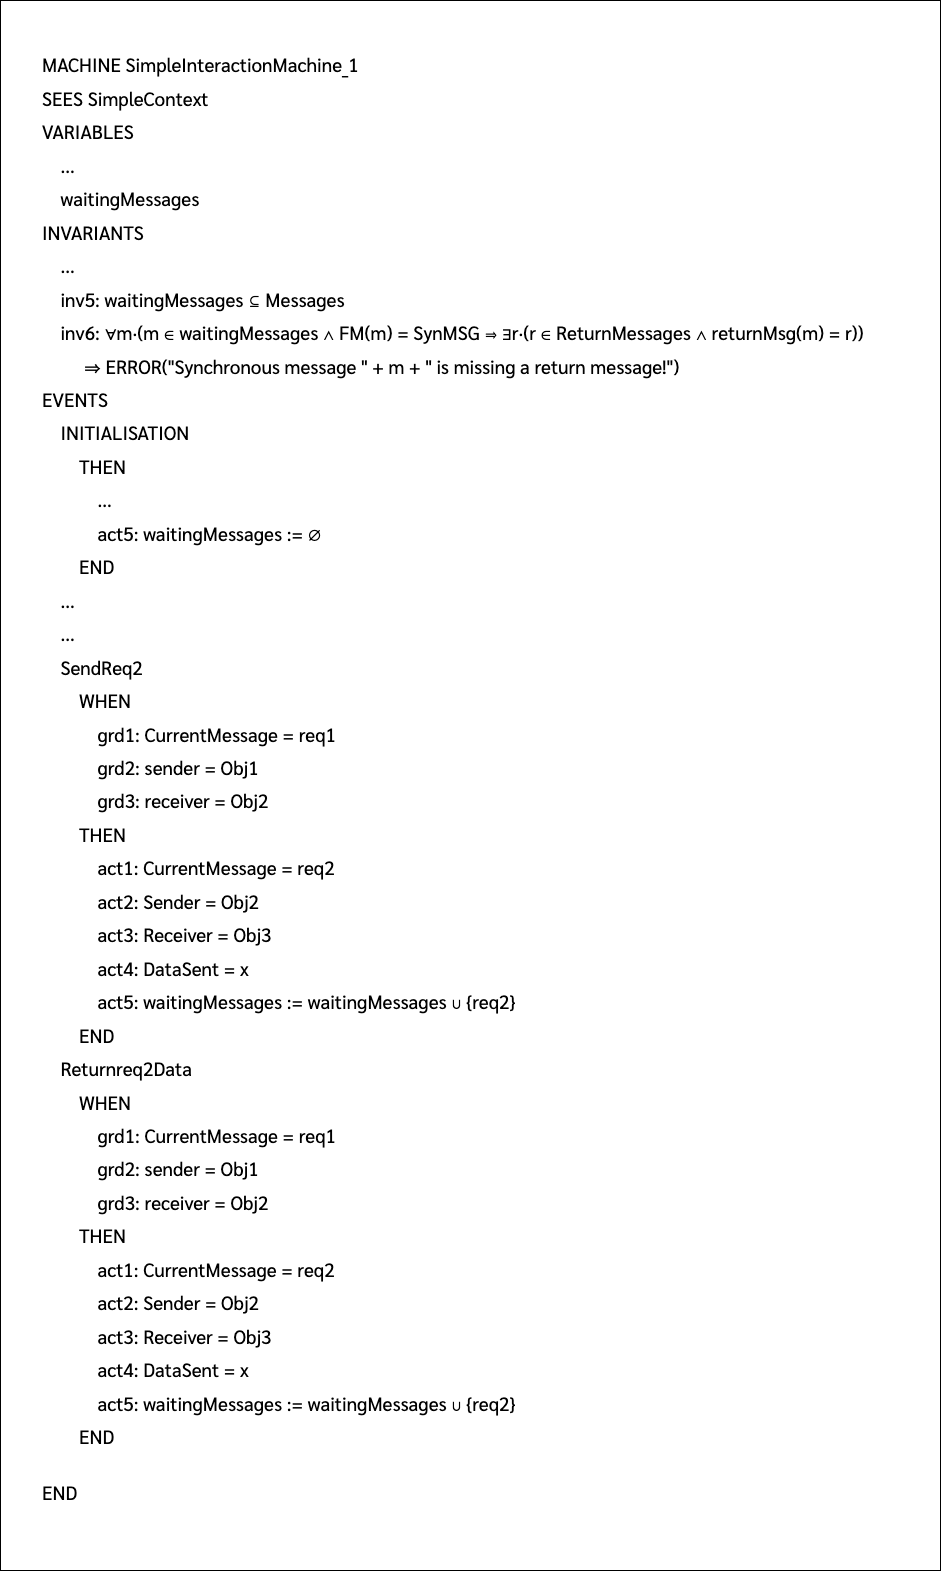 MACHINE SimpleInteractionMachine_1
SEES SimpleContext
VARIABLES
...
waitingMessages
INVARIANTS
...
inv5: waitingMessages ⊆ Messages
inv6: ∀m·(m ∈ waitingMessages ∧ FM(m) = SynMSG ⇒ ∃r·(r ∈ ReturnMessages ∧ returnMsg(m) = r))
⇒ ERROR("Synchronous message " + m + " is missing a return message!")
EVENTS
INITIALISATION
THEN
...
act5: waitingMessages := ∅
END
...
...
SendReq2
WHEN
grd1: CurrentMessage = req1
grd2: sender = Obj1
grd3: receiver = Obj2
THEN
act1: CurrentMessage = req2
act2: Sender = Obj2
act3: Receiver = Obj3
act4: DataSent = x
act5: waitingMessages := waitingMessages ∪ {req2}
END
Returnreq2Data
WHEN
grd1: CurrentMessage = req1
grd2: sender = Obj1
grd3: receiver = Obj2
THEN
act1: CurrentMessage = req2
act2: Sender = Obj2
act3: Receiver = Obj3
act4: DataSent = x
act5: waitingMessages := waitingMessages ∪ {req2}
END
END